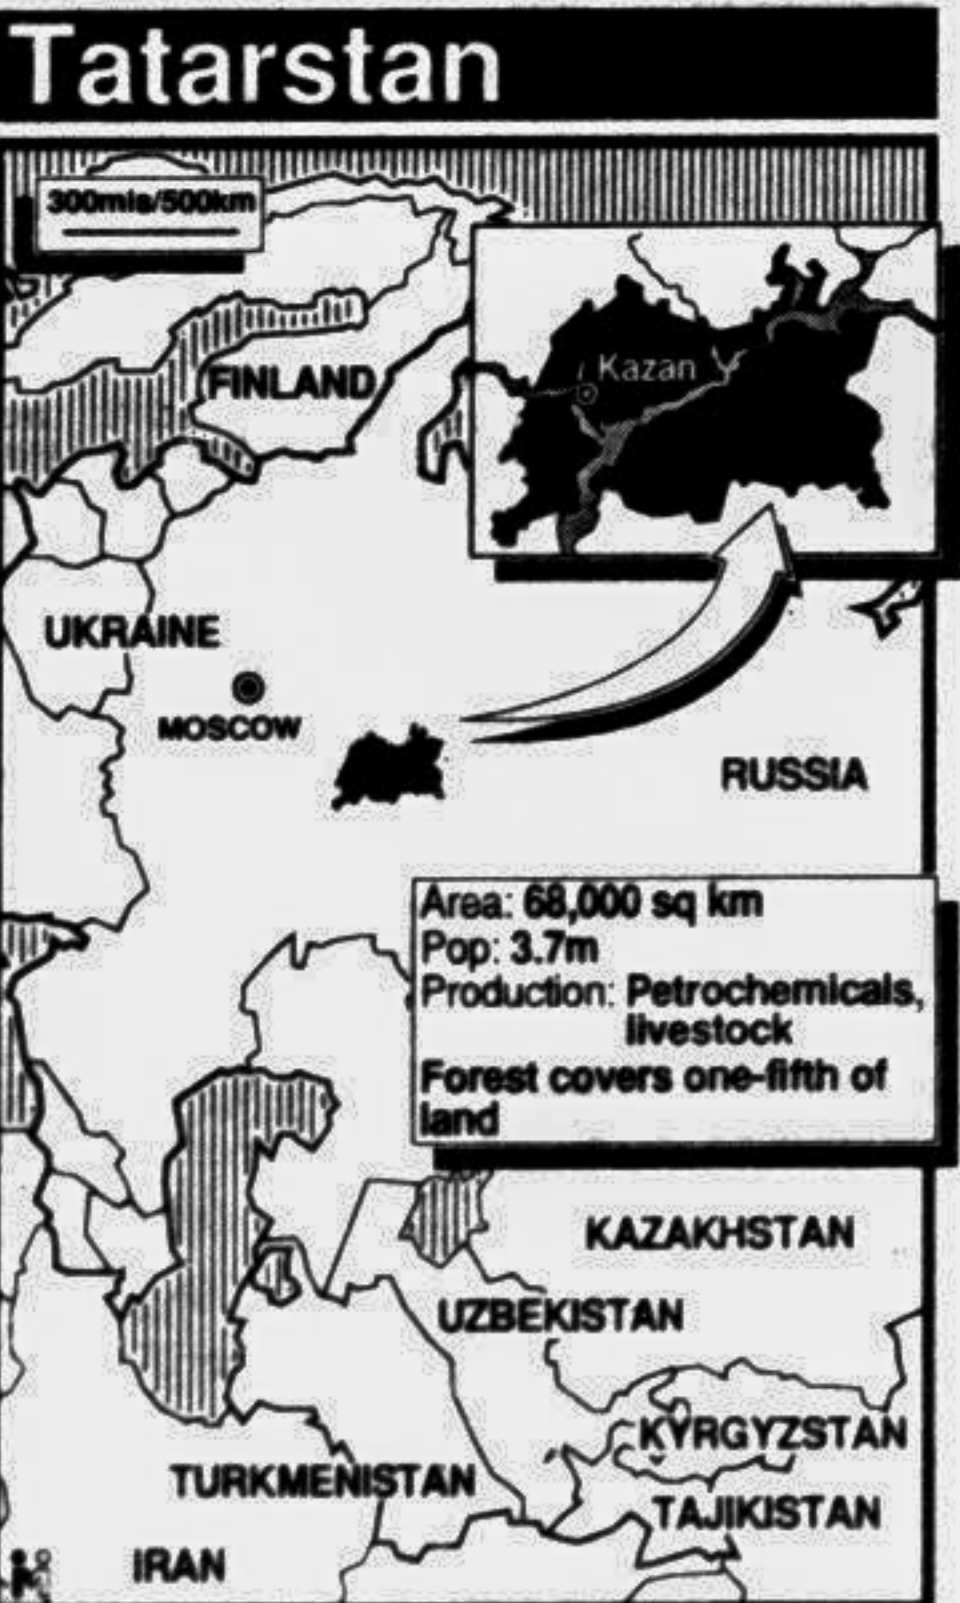 Tatarstan
300mls/500km
FINLAND
Kazan
UKRAINE
MOSCOW
RUSSIA
Area: 68,000 sq km
Pop: 3.7m
Production: Petrochemicals,
livestock
Forest covers one-fifth of
land
KAZAKHSTAN
UZBEKISTAN
KYRGYZSTAN
TURKMENISTAN
TAJIKISTAN
IRAN